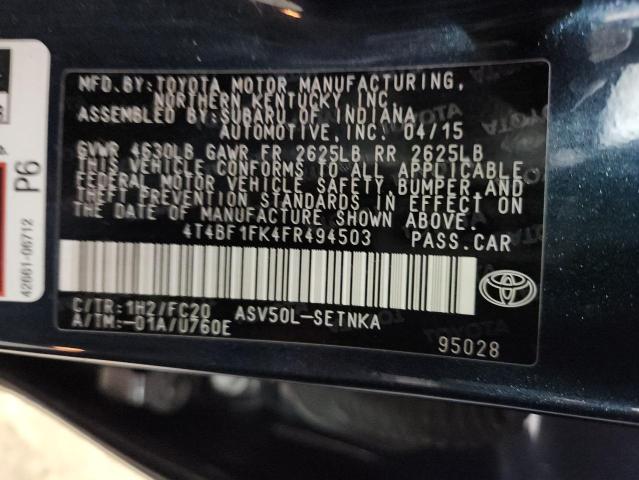 MFD.BY:TOYOTA MOTOR MANUFACTURING,
NORTHERN KENTUCKY,INC.
ASSEMBLED BY:SUBARU OF INDIANA
AUTOMOTIVE,INC. 04/15
GVWR 4630LB GAWR FR 2625LB RR 2625LB
THIS VEHICLE CONFORMS TO ALL APPLICABLE
FEDERAL MOTOR VEHICLE SAFETY,BUMPER,AND
THEFT PREVENTION STANDARDS IN EFFECT ON
THE DATE OF MANUFACTURE SHOWN ABOVE.
4T4BF1FK4FR494503 PASS.CAR
C/TR:1H2/FC20 ASV50L-SETNKA
A/TM:-01A/U760E
95028
P6
42661-06712